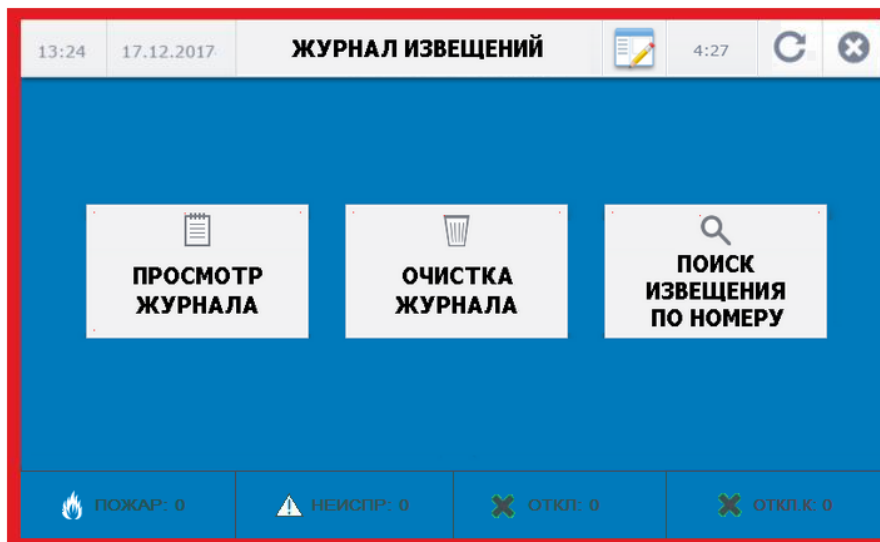 13:24 17.12.2017 ЖУРНАЛ ИЗВЕЩЕНИЙ 4:27
ПРОСМОТР
ЖУРНАЛА
ОЧИСТКА
ЖУРНАЛА
ПОИСК
ИЗВЕЩЕНИЯ
ПО НОМЕРУ
ПОЖАР: 0 НЕИСПР: 0 ОТКЛ: 0 ОТКЛ.К: 0